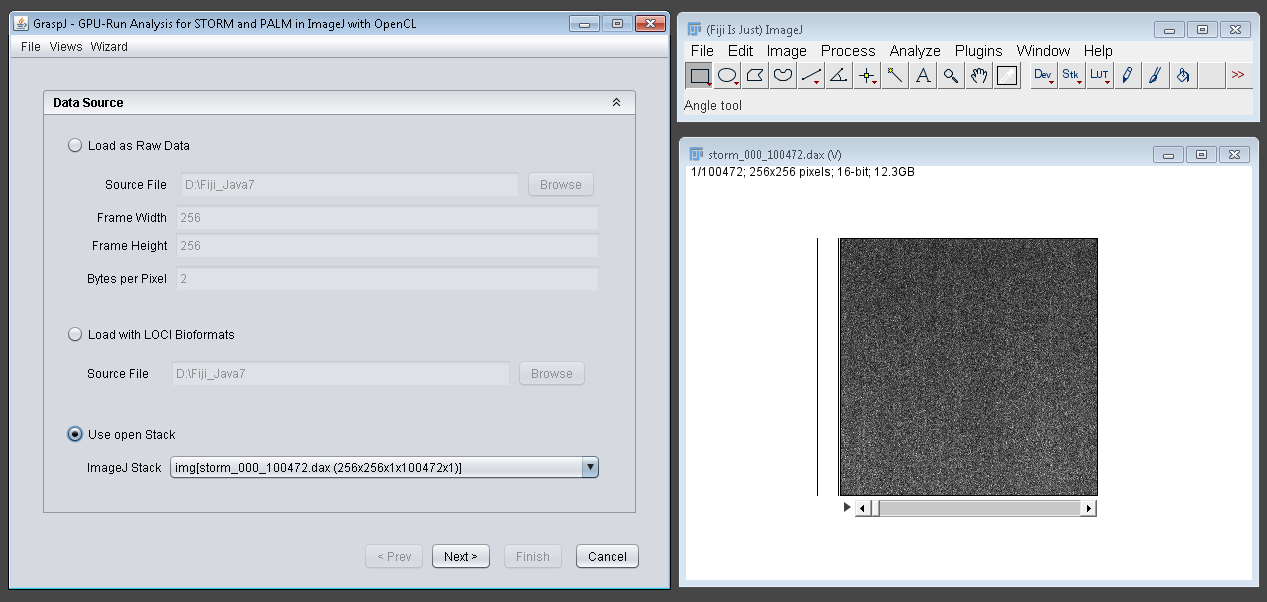 GraspJ - GPU-Run Analysis for STORM and PALM in ImageJ with OpenCL
File Views Wizard
Data Source
Load as Raw Data
Source File D:\Fiji_Java7 Browse
Frame Width 256
Frame Height 256
Bytes per Pixel 2
Load with LOCI Bioformats
Source File D:\Fiji_Java7 Browse
Use open Stack
ImageJ Stack img[storm_000_100472.dax (256x256x1x100472x1)]
< Prev Next > Finish Cancel
(Fiji Is Just) ImageJ
File Edit Image Process Analyze Plugins Window Help
A Dev Stk LUT >>
Angle tool
storm_000_100472.dax (V)
1/100472; 256x256 pixels; 16-bit; 12.3GB